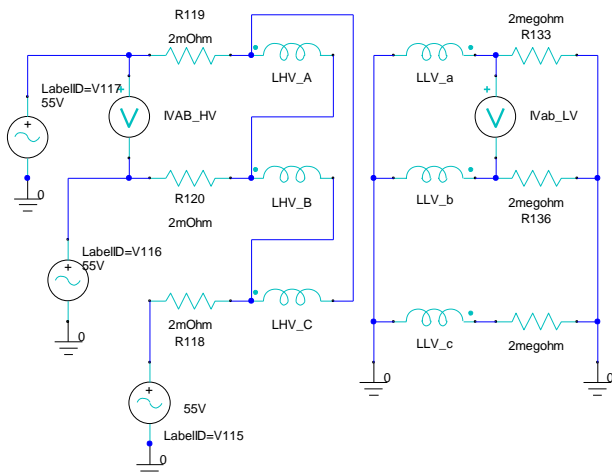 R119
2mOhm
LHV_A
LLV_a
2megohm
R133
LabelID=V117
55V
+
+
V
IVAB_HV
+
V
IVab_LV
0
R120
2mOhm
LHV_B
LLV_b
2megohm
R136
LabelID=V116
55V
+
0
2mOhm
R118
LHV_C
LLV_c
2megohm
0
0
+
55V
LabelID=V115
0